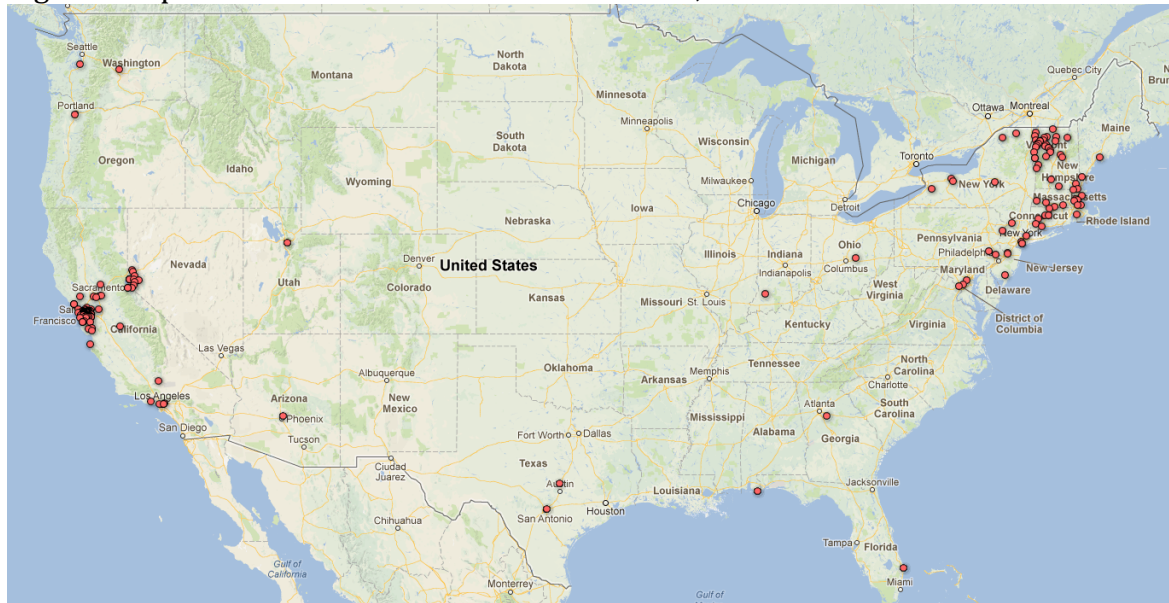 Seattle
Washington
Montana
North
Dakota
Minnesota
Quebec City
Ottawa
Montreal
Maine
Portland
Oregon
Idaho
Wyoming
South
Dakota
Minneapolis
Wisconsin
Michigan
Toronto
Vermont
New
Hampshire
Milwaukee
New York
Massachusetts
Detroit
Chicago
Iowa
Nebraska
Connecticut
Rhode Island
New York
Nevada
Utah
Denver
Colorado
United States
Kansas
Illinois
Indiana
Indianapolis
Ohio
Columbus
Pennsylvania
Philadelphia
New Jersey
Maryland
Delaware
Sacramento
San
Francisco
California
Missouri
St. Louis
West
Virginia
District of
Columbia
Kentucky
Virginia
Las Vegas
Albuquerque
Oklahoma
Arkansas
Memphis
Tennessee
North
Carolina
Charlotte
Los Angeles
Arizona
New
Mexico
Phoenix
Mississippi
Atlanta
South
Carolina
San Diego
Tucson
Fort Worth
Dallas
Alabama
Georgia
Ciudad
Juarez
Texas
Austin
Louisiana
Jacksonville
San Antonio
Houston
Chihuahua
Tampa
Florida
Gulf of
California
Monterrey
Miami
Gulf of